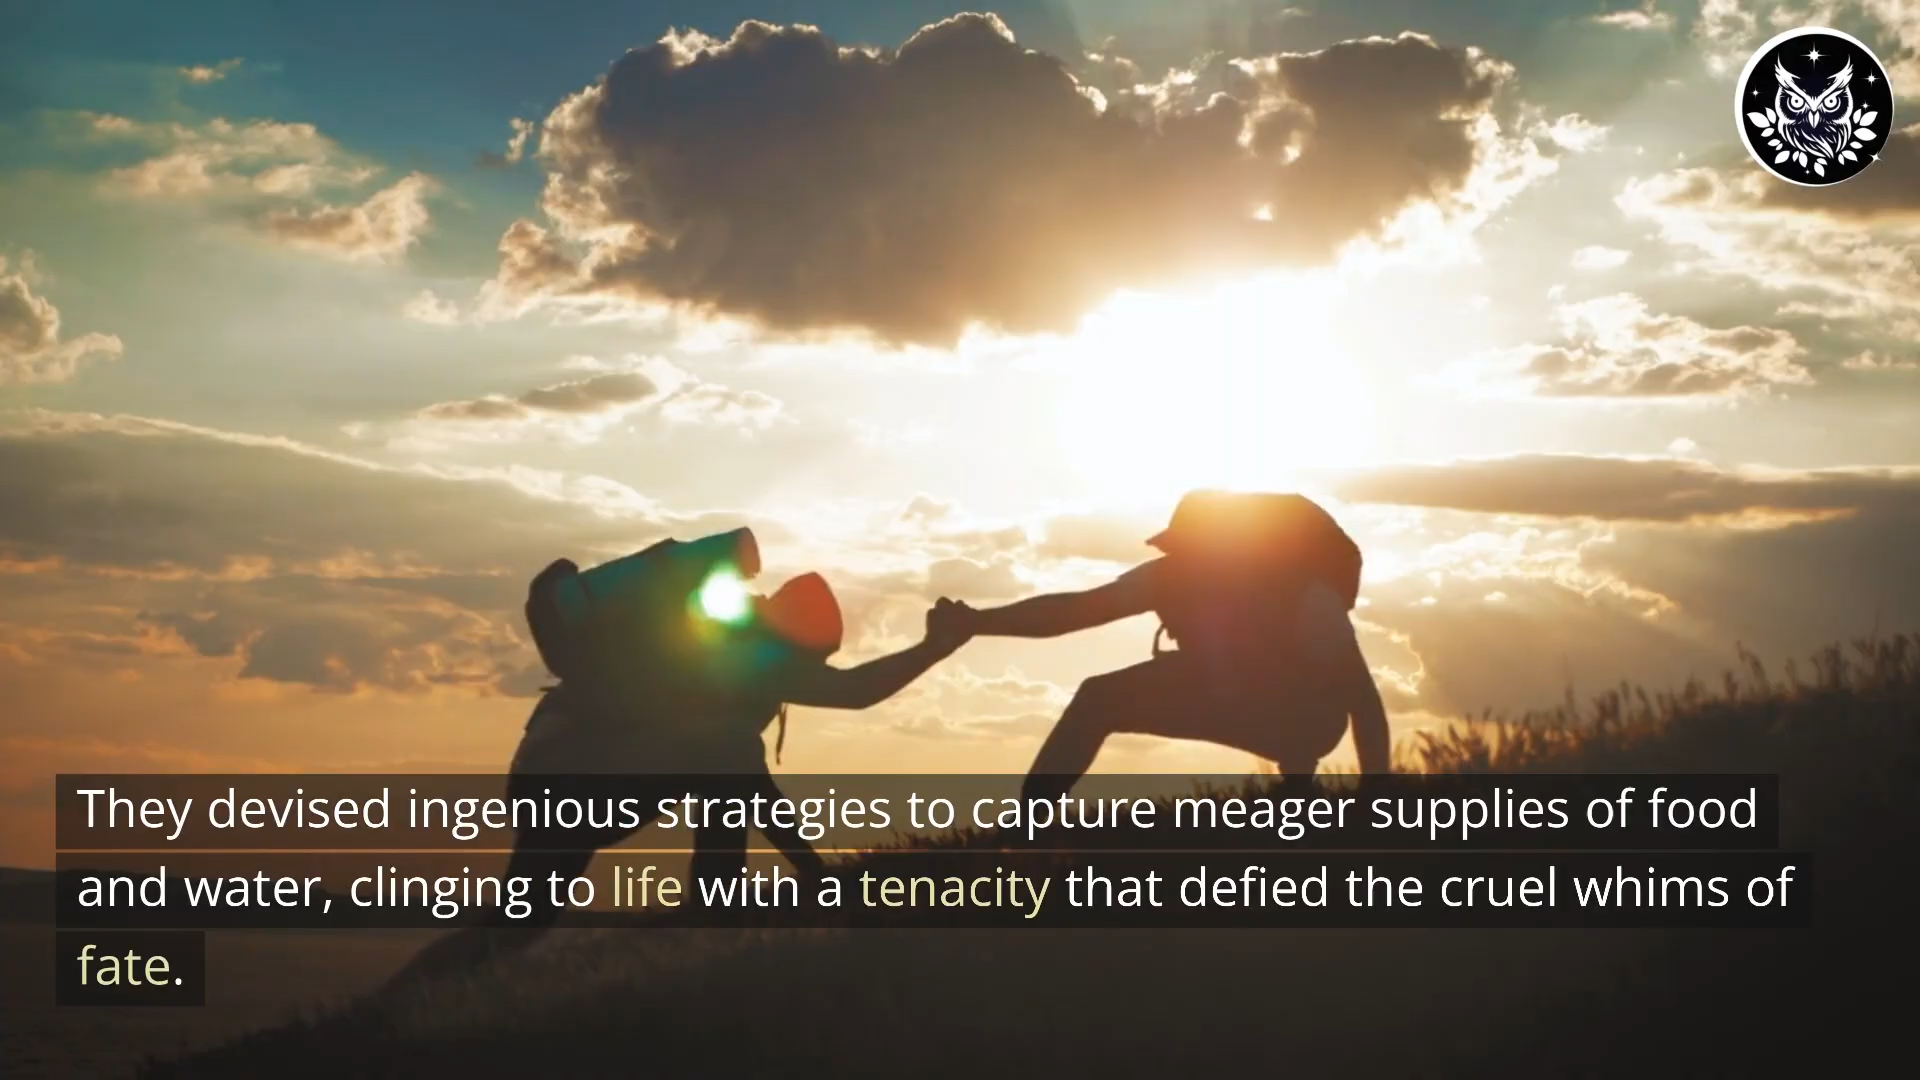 They devised ingenious strategies to capture meager supplies of food
and water, clinging to life with a tenacity that defied the cruel whims of
fate.